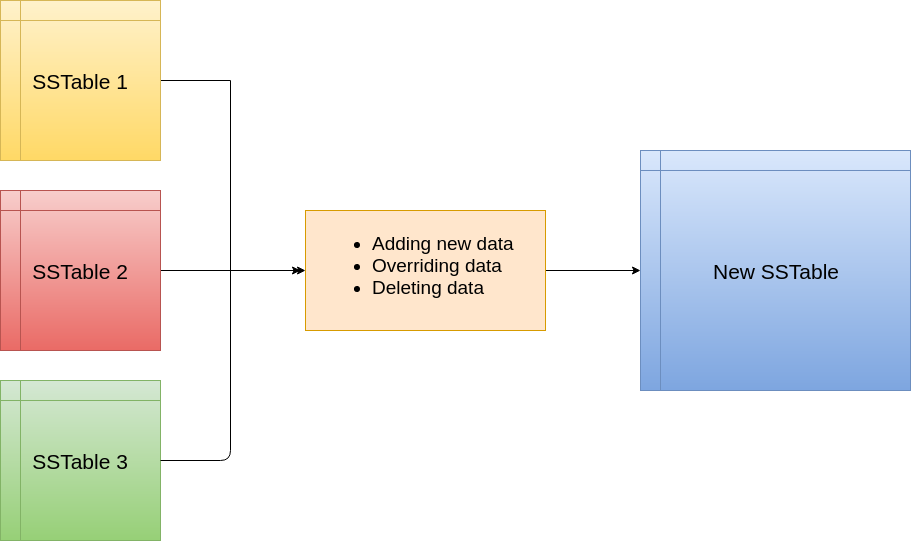 SSTable 1
SSTable 2
SSTable 3
• Adding new data
• Overriding data
• Deleting data
New SSTable